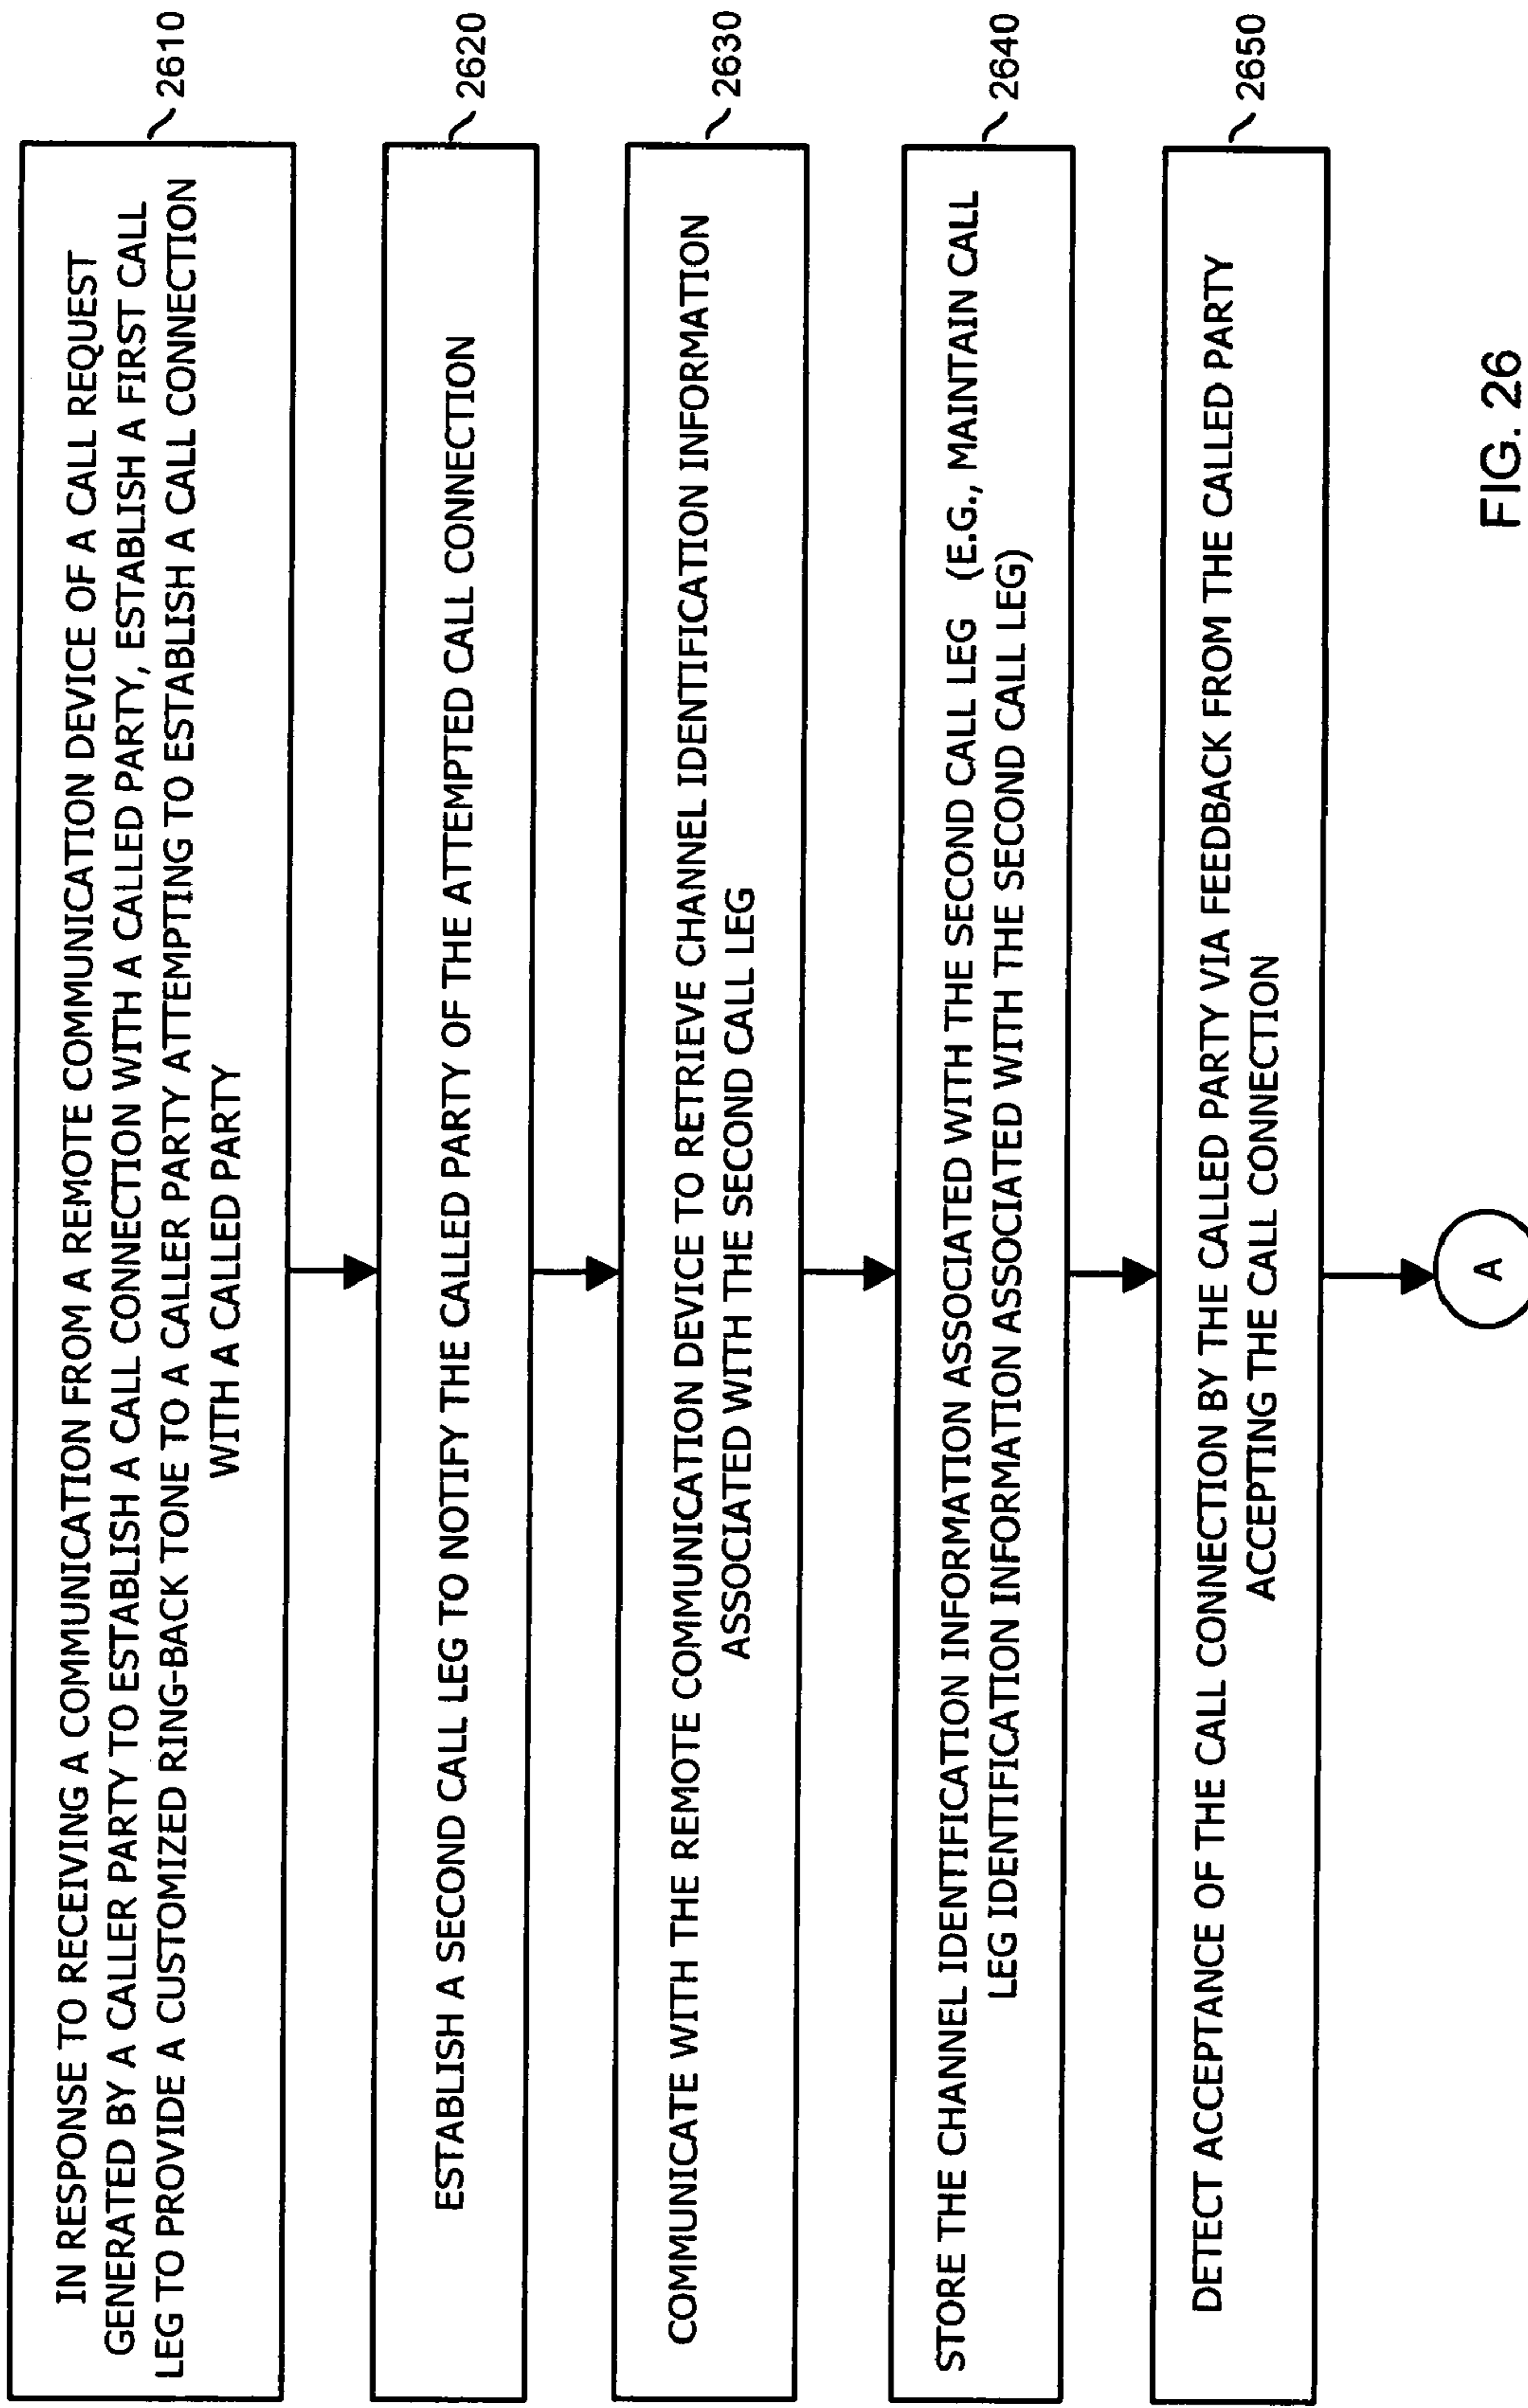 IN RESPONSE TO RECEIVING A COMMUNICATION FROM A REMOTE COMMUNICATION DEVICE OF A CALL REQUEST
GENERATED BY A CALLER PARTY TO ESTABLISH A CALL CONNECTION WITH A CALLED PARTY, ESTABLISH A FIRST CALL
LEG TO PROVIDE A CUSTOMIZED RING-BACK TONE TO A CALLER PARTY ATTEMPTING TO ESTABLISH A CALL CONNECTION
WITH A CALLED PARTY
2610
ESTABLISH A SECOND CALL LEG TO NOTIFY THE CALLED PARTY OF THE ATTEMPTED CALL CONNECTION
2620
COMMUNICATE WITH THE REMOTE COMMUNICATION DEVICE TO RETRIEVE CHANNEL IDENTIFICATION INFORMATION
ASSOCIATED WITH THE SECOND CALL LEG
2630
STORE THE CHANNEL IDENTIFICATION INFORMATION ASSOCIATED WITH THE SECOND CALL LEG (E.G., MAINTAIN CALL
LEG IDENTIFICATION INFORMATION ASSOCIATED WITH THE SECOND CALL LEG)
2640
DETECT ACCEPTANCE OF THE CALL CONNECTION BY THE CALLED PARTY VIA FEEDBACK FROM THE CALLED PARTY
ACCEPTING THE CALL CONNECTION
2650
A
FIG. 26